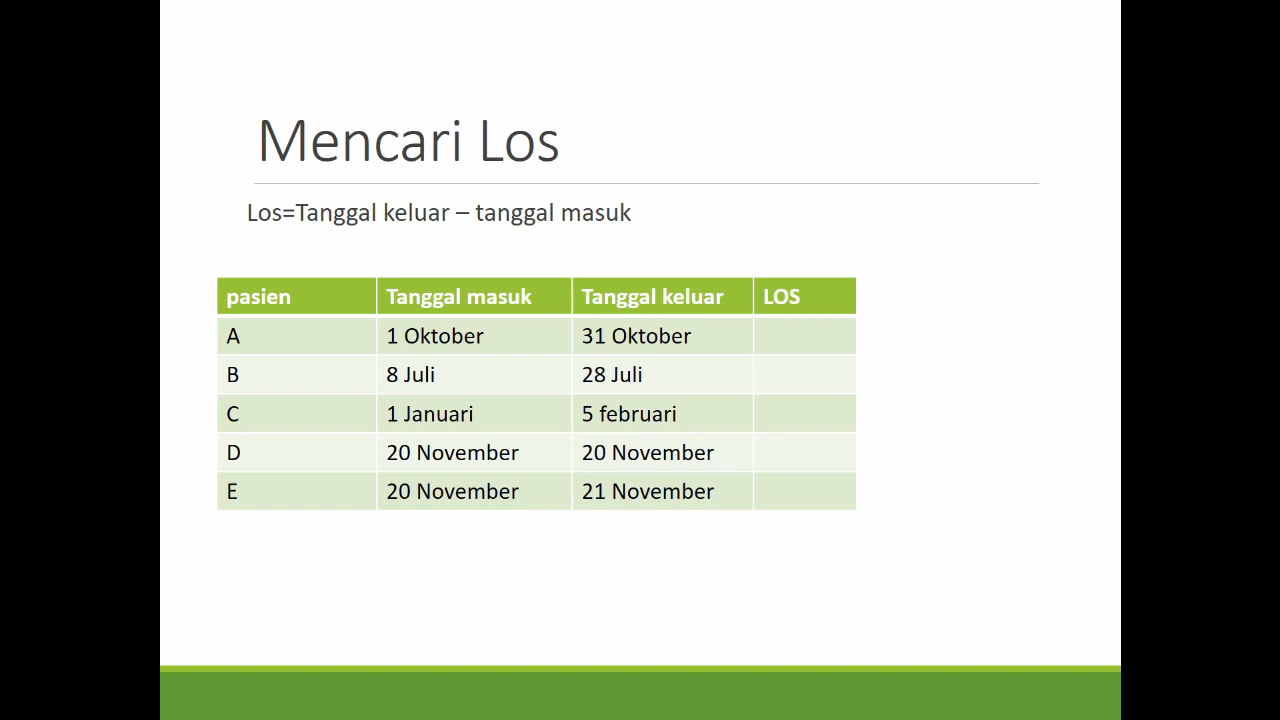 Mencari Los
Los=Tanggal keluar – tanggal masuk
pasien Tanggal masuk Tanggal keluar LOS
A 1 Oktober 31 Oktober
B 8 Juli 28 Juli
C 1 Januari 5 februari
D 20 November 20 November
E 20 November 21 November